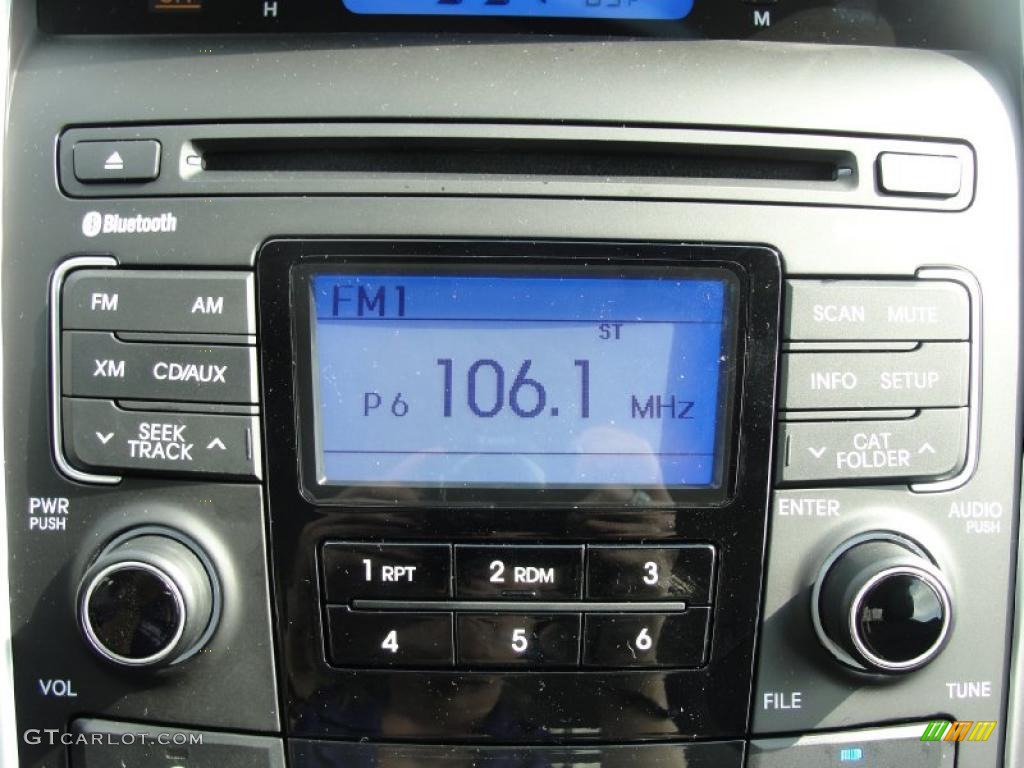 H
M
Bluetooth
FM AM
XM CD/AUX
SEEK
TRACK
FM1
ST
P6 106.1 MHz
SCAN MUTE
INFO SETUP
CAT
FOLDER
PWR
PUSH
VOL
1 RPT 2 RDM 3
4 5 6
ENTER
AUDIO
PUSH
FILE
TUNE
GTCARLOT.COM